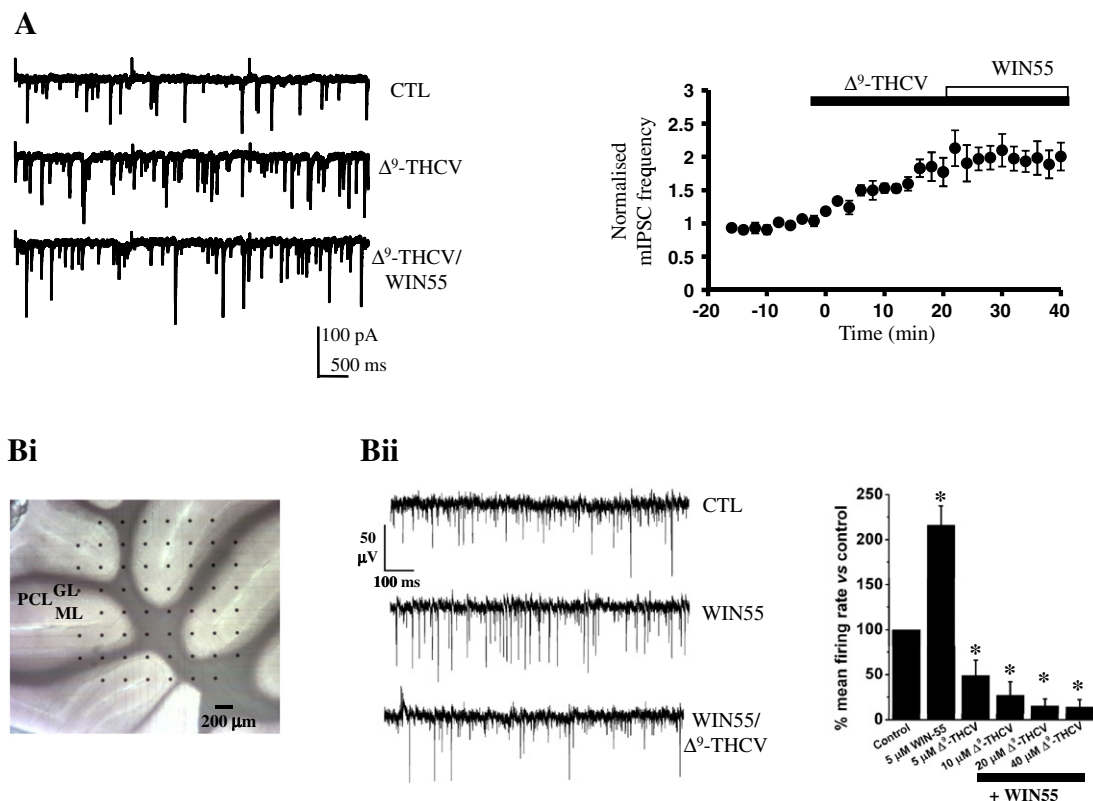 A
CTL
Δ⁹-THCV
Δ⁹-THCV/
WIN55
100 pA
500 ms
WIN55
Δ⁹-THCV
Normalised
mIPSC frequency
3
2.5
2
1.5
1
0.5
0
-20 -10 0 10 20 30 40
Time (min)
Bi
PCL GL
ML
200 μm
Bii
CTL
50
μV
100 ms
WIN55
WIN55/
Δ⁹-THCV
% mean firing rate vs control
250
200
150
100
50
0
* * * * *
Control
5 μM WIN-55
5 μM Δ⁹-THCV
10 μM Δ⁹-THCV
20 μM Δ⁹-THCV
40 μM Δ⁹-THCV
+ WIN55